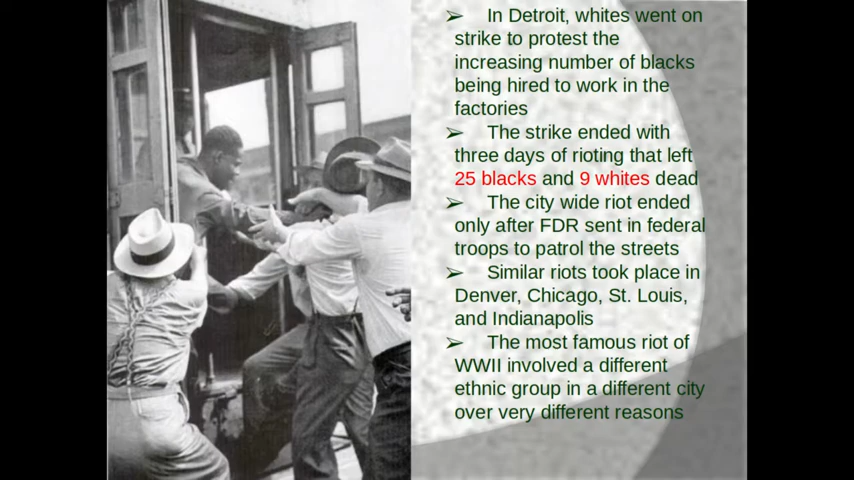 ➢ In Detroit, whites went on
strike to protest the
increasing number of blacks
being hired to work in the
factories
➢ The strike ended with
three days of rioting that left
25 blacks and 9 whites dead
➢ The city wide riot ended
only after FDR sent in federal
troops to patrol the streets
➢ Similar riots took place in
Denver, Chicago, St. Louis,
and Indianapolis
➢ The most famous riot of
WWII involved a different
ethnic group in a different city
over very different reasons